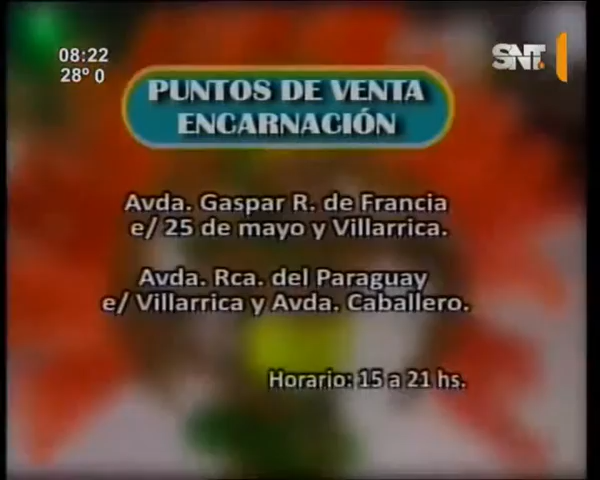 08:22
28º 0
SNT.
PUNTOS DE VENTA
ENCARNACIÓN
Avda. Gaspar R. de Francia
e/ 25 de mayo y Villarrica.
Avda. Rca. del Paraguay
e/ Villarrica y Avda. Caballero.
Horario: 15 a 21 hs.